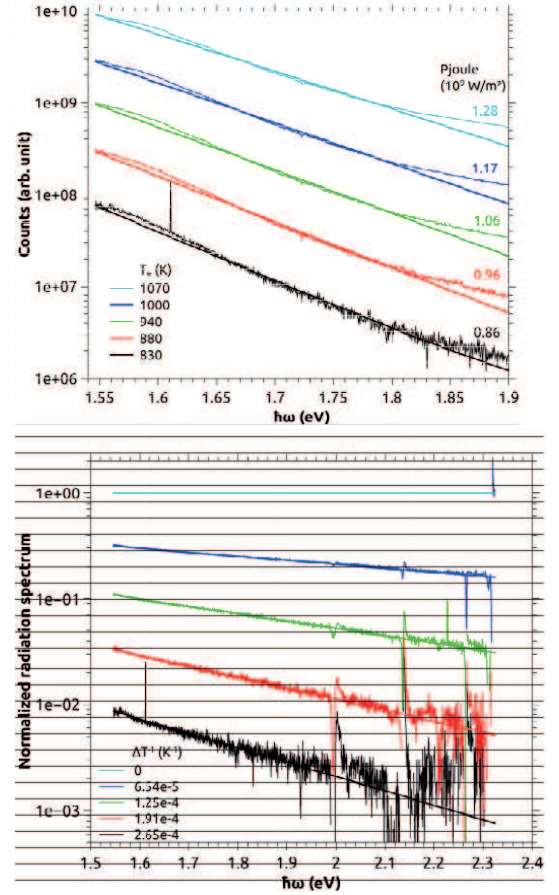 1e+10
1e+09
1e+08
1e+07
1e+06
Counts (arb. unit)
Pjoule
(10⁹ W/m²)
1.28
1.17
1.06
0.96
0.86
Tₑ (K)
1070
1000
940
880
830
1.55 1.6 1.65 1.7 1.75 1.8 1.85 1.9
ħω (eV)
Normalized radiation spectrum
1e+00
1e-01
1e-02
1e-03
ΔT⁻¹ (K⁻¹)
0
6.54e-5
1.25e-4
1.91e-4
2.65e-4
1.5 1.6 1.7 1.8 1.9 2 2.1 2.2 2.3 2.4
ħω (eV)